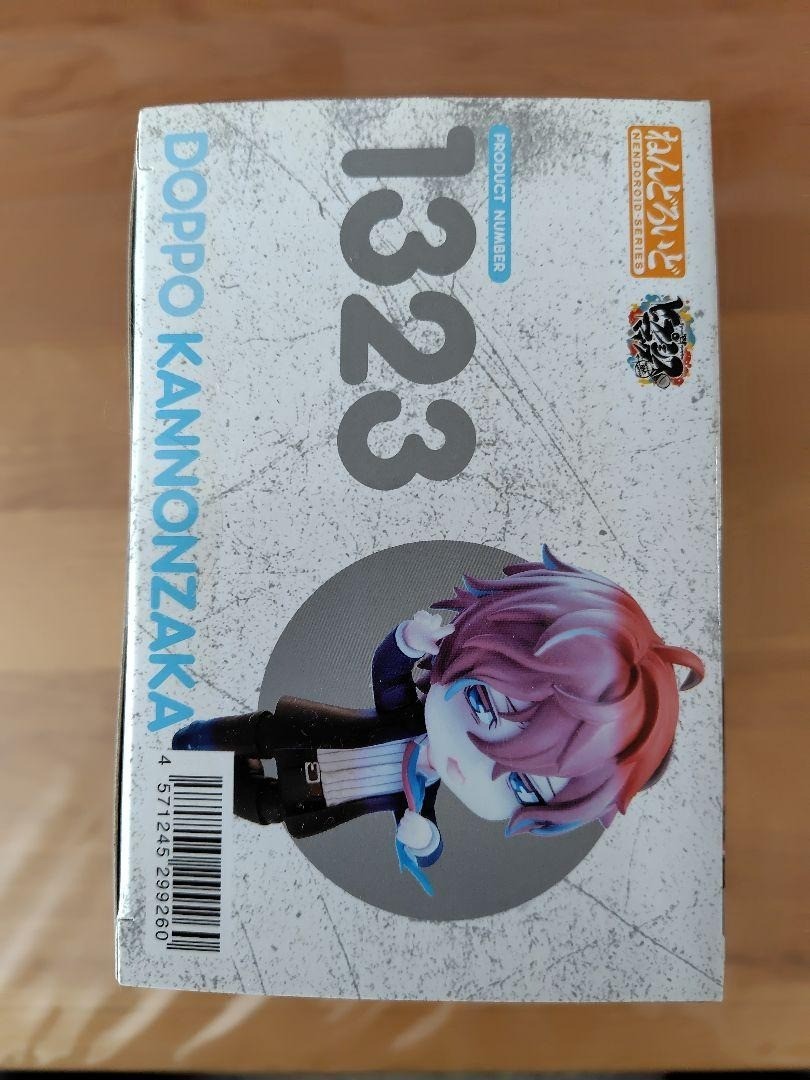 ねんどろいど
NENDOROID-SERIES
PRODUCT NUMBER
1323
DOPPO KANNONZAKA
4 571245 299260